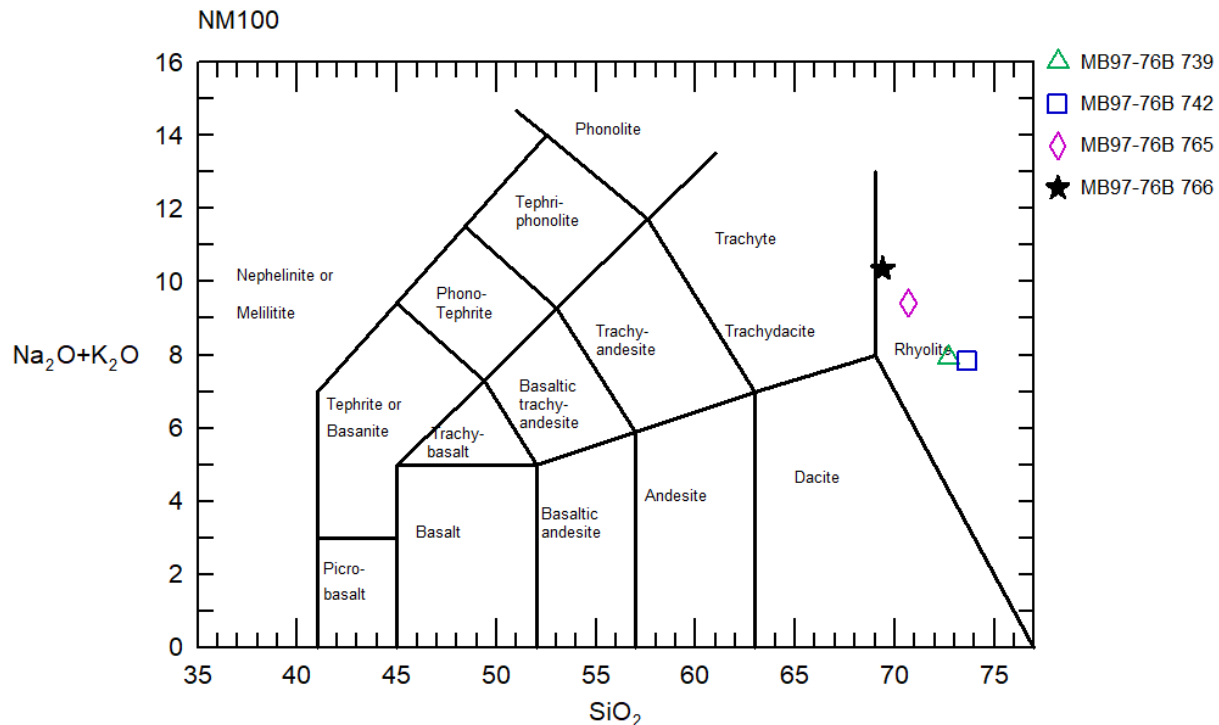 NM100
16
14
12
10
8
6
4
2
0
Na₂O+K₂O
35 40 45 50 55 60 65 70 75
SiO₂
Phonolite
Tephri-
phonolite
Trachyte
Nephelinite or
Melilitite
Phono-
Tephrite
Trachy-
andesite
Trachydacite
Rhyolite
Tephrite or
Basanite
Basaltic
trachy-
andesite
Trachy-
basalt
Basalt
Basaltic
andesite
Andesite
Dacite
Picro-
basalt
MB97-76B 739
MB97-76B 742
MB97-76B 765
MB97-76B 766